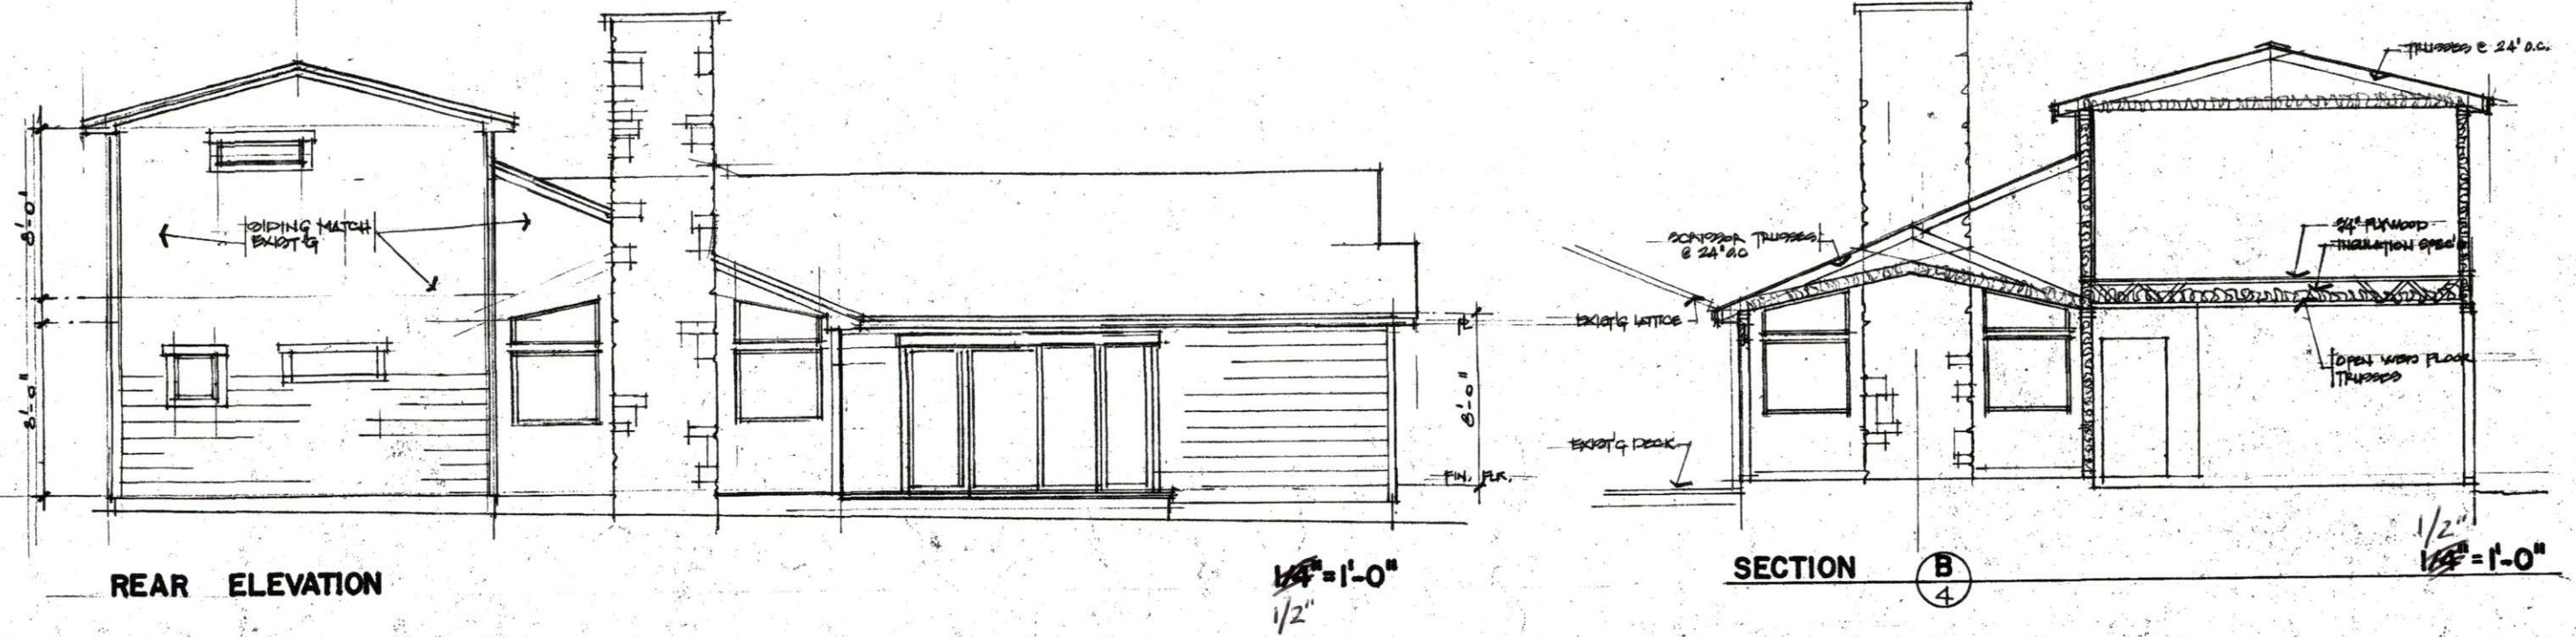 8'-0"
8'-0"
SIDING MATCH
EXIST'G
8'-0"
FIN. FLR.
REAR ELEVATION
1/4" = 1'-0"
1/2"
TRUSSES @ 24" O.C.
SCISSOR TRUSSES
@ 24" O.C.
3/4" PLYWOOD
INSULATION SPEC'D
EXIST'G LATTICE
OPEN WEB FLOOR
TRUSSES
EXIST'G DECK
SECTION B
4
1/2"
1/4" = 1'-0"